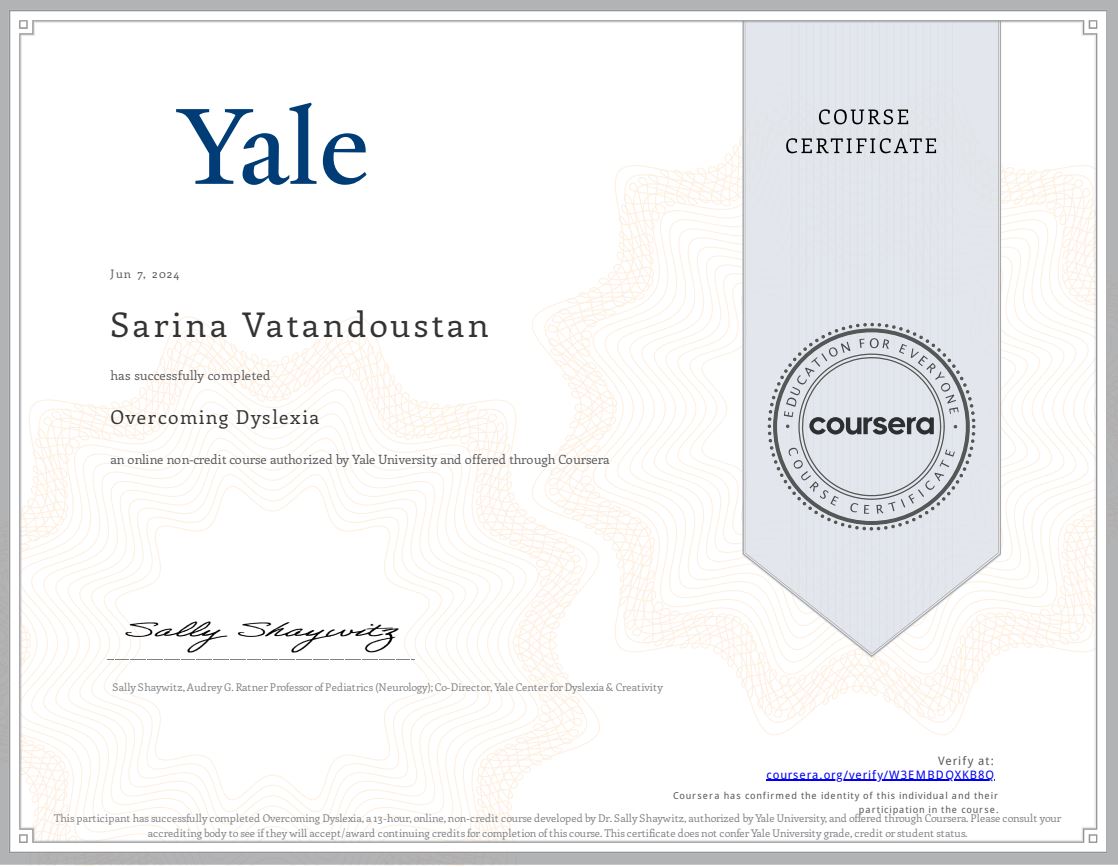 Yale
COURSE
CERTIFICATE
Jun 7, 2024
Sarina Vatandoustan
has successfully completed
Overcoming Dyslexia
an online non-credit course authorized by Yale University and offered through Coursera
EDUCATION FOR EVERYONE
coursera
COURSE CERTIFICATE
Sally Shaywitz
Sally Shaywitz, Audrey G. Ratner Professor of Pediatrics (Neurology); Co-Director, Yale Center for Dyslexia & Creativity
Verify at:
coursera.org/verify/W3EMBDQXKB8Q
Coursera has confirmed the identity of this individual and their
participation in the course.
This participant has successfully completed Overcoming Dyslexia, a 13-hour, online, non-credit course developed by Dr. Sally Shaywitz, authorized by Yale University, and offered through Coursera. Please consult your
accrediting body to see if they will accept/award continuing credits for completion of this course. This certificate does not confer Yale University grade, credit or student status.